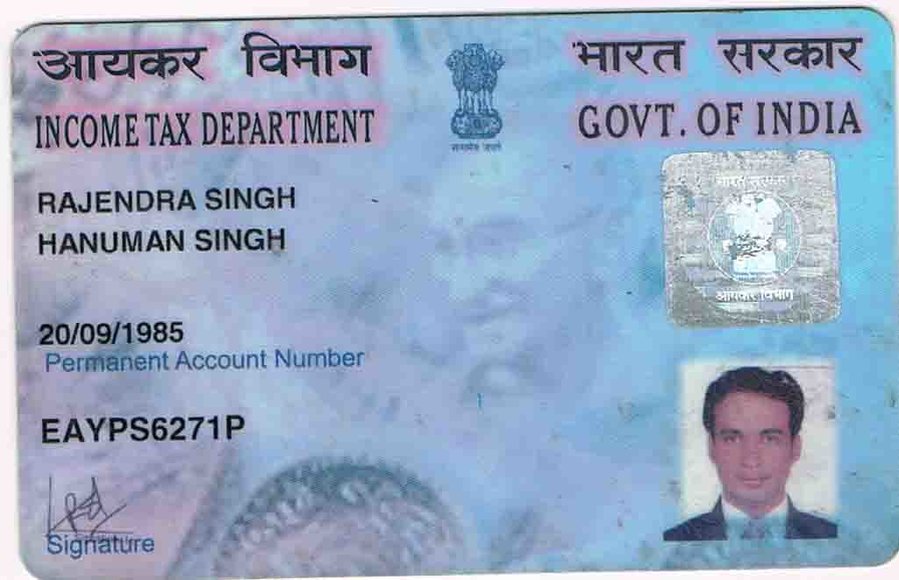 आयकर विभाग
भारत सरकार
INCOME TAX DEPARTMENT
GOVT. OF INDIA
सत्यमेव जयते
RAJENDRA SINGH
HANUMAN SINGH
भारत सरकार
आयकर विभाग
20/09/1985
Permanent Account Number
EAYPS6271P
Signature